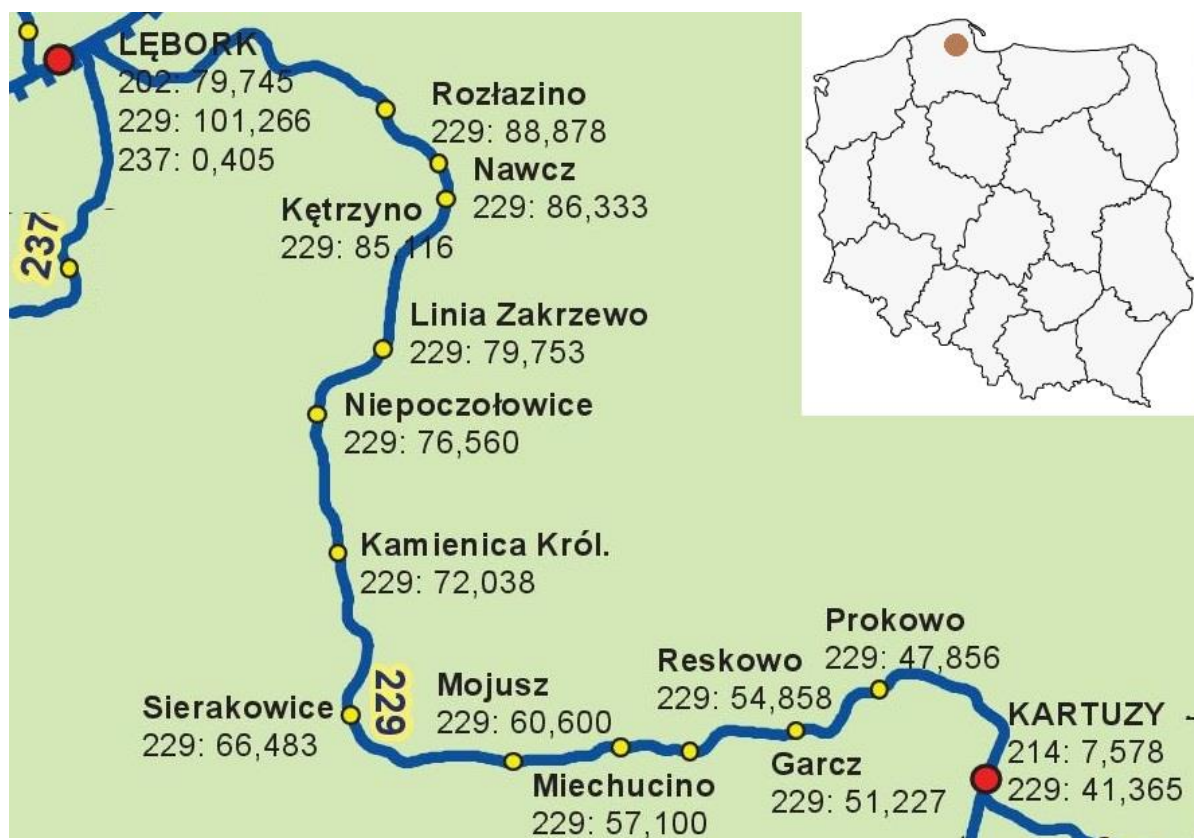 LĘBORK
202: 79,745
229: 101,266
237: 0,405
Rozłazino
229: 88,878
Nawcz
229: 86,333
Kętrzyno
229: 85,116
237
Linia Zakrzewo
229: 79,753
Niepoczołowice
229: 76,560
Kamienica Król.
229: 72,038
Sierakowice
229: 66,483
229
Mojusz
229: 60,600
Miechucino
229: 57,100
Reskowo
229: 54,858
Garcz
229: 51,227
Prokowo
229: 47,856
KARTUZY
214: 7,578
229: 41,365